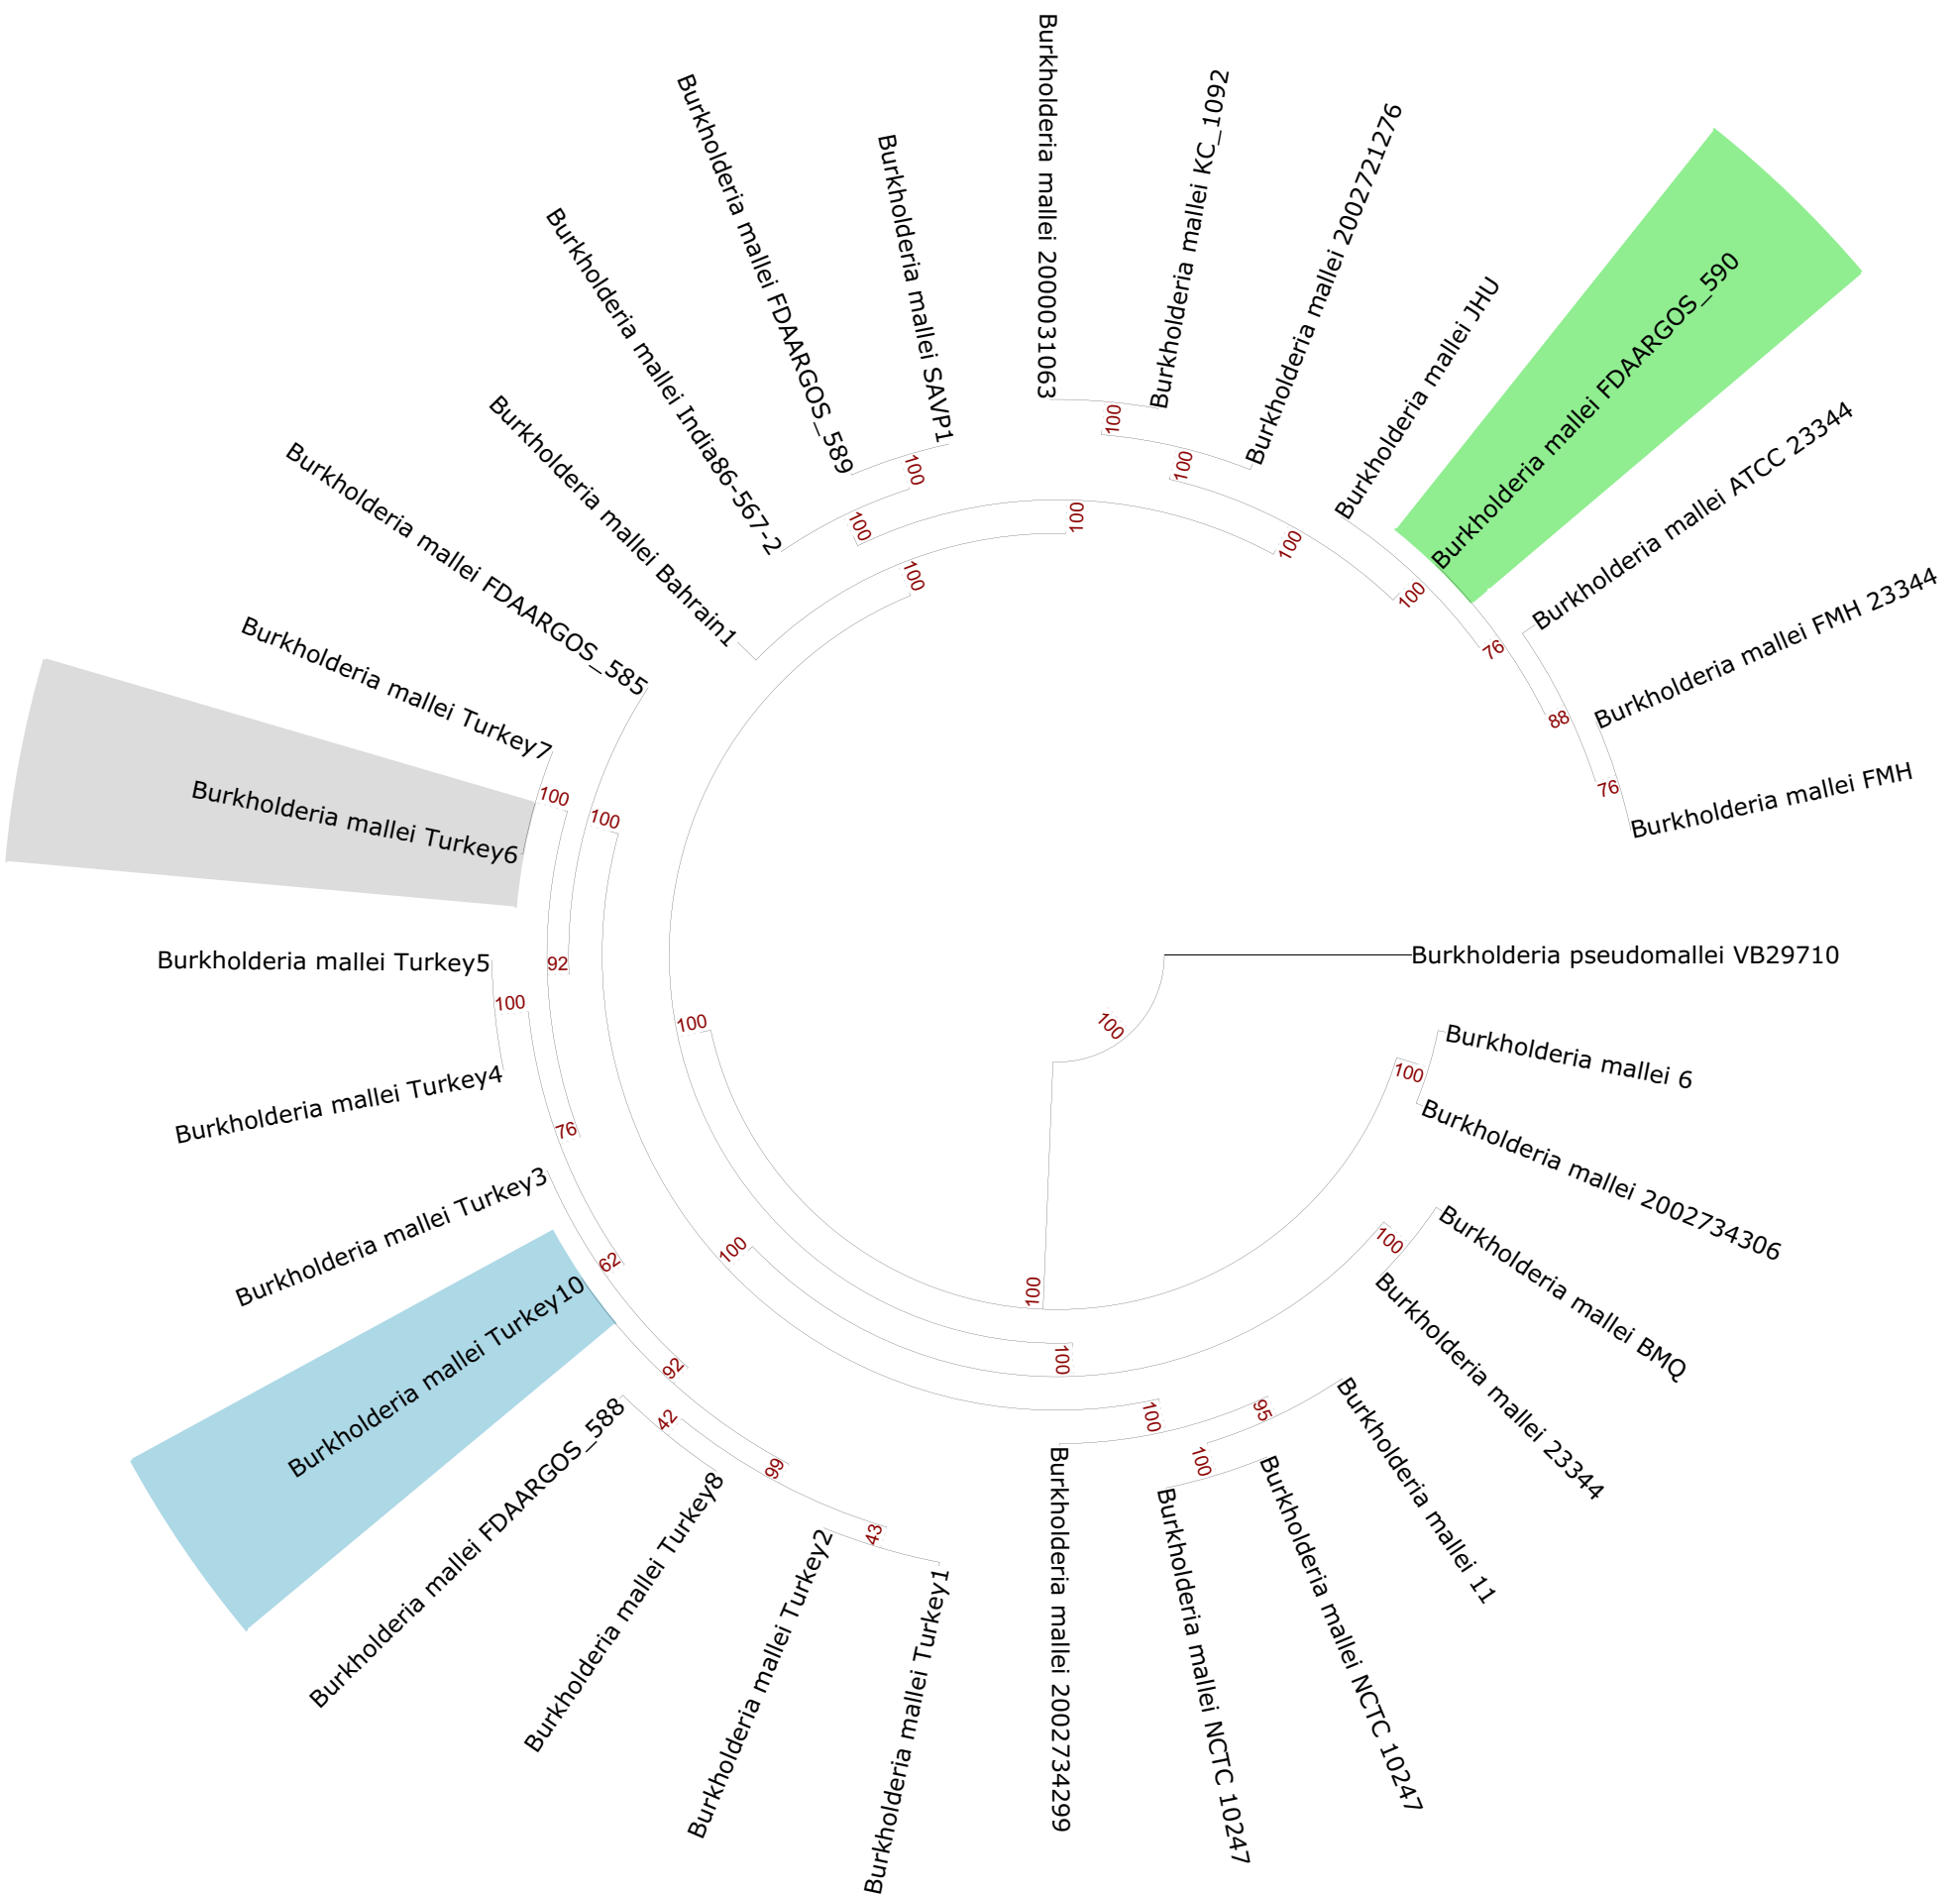 Burkholderia mallei 2000031063
Burkholderia mallei KC_1092
Burkholderia mallei 2002721276
Burkholderia mallei JHU
Burkholderia mallei FDAARGOS_590
Burkholderia mallei ATCC 23344
Burkholderia mallei FMH 23344
Burkholderia mallei FMH
Burkholderia pseudomallei VB29710
Burkholderia mallei 6
Burkholderia mallei 2002734306
Burkholderia mallei BMQ
Burkholderia mallei 23344
Burkholderia mallei 11
Burkholderia mallei NCTC 10247
Burkholderia mallei NCTC 10247
Burkholderia mallei 2002734299
Burkholderia mallei Turkey1
Burkholderia mallei Turkey2
Burkholderia mallei Turkey8
Burkholderia mallei FDAARGOS_588
Burkholderia mallei Turkey10
Burkholderia mallei Turkey3
Burkholderia mallei Turkey4
Burkholderia mallei Turkey5
Burkholderia mallei Turkey6
Burkholderia mallei Turkey7
Burkholderia mallei FDAARGOS_585
Burkholderia mallei Bahrain1
Burkholderia mallei India86-567-2
Burkholderia mallei FDAARGOS_589
Burkholderia mallei SAVP1
100
100
100
100
76
88
76
100
100
100
100
100
100
100
100
92
100
76
62
92
42
99
43
100
100
100
100
95
100
100
100
100